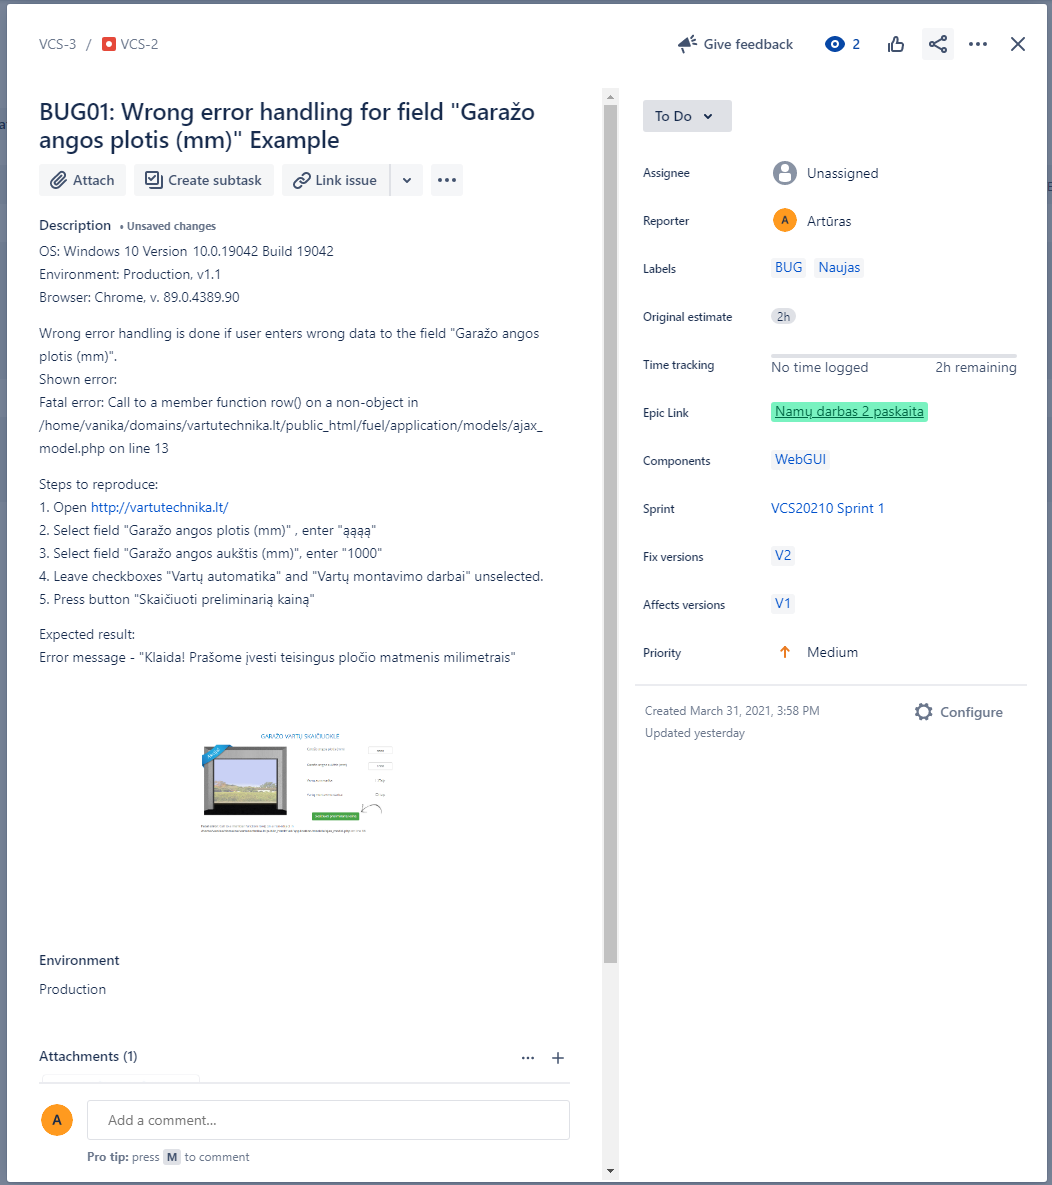 VCS-3 / VCS-2
Give feedback
2
BUG01: Wrong error handling for field "Garažo
angos plotis (mm)" Example
Attach
Create subtask
Link issue
Description • Unsaved changes
OS: Windows 10 Version 10.0.19042 Build 19042
Environment: Production, v1.1
Browser: Chrome, v. 89.0.4389.90
Wrong error handling is done if user enters wrong data to the field "Garažo angos
plotis (mm)".
Shown error:
Fatal error: Call to a member function row() on a non-object in
/home/vanika/domains/vartutechnika.lt/public_html/fuel/application/models/ajax_
model.php on line 13
Steps to reproduce:
1. Open http://vartutechnika.lt/
2. Select field "Garažo angos plotis (mm)" , enter "ąąąą"
3. Select field "Garažo angos aukštis (mm)", enter "1000"
4. Leave checkboxes "Vartų automatika" and "Vartų montavimo darbai" unselected.
5. Press button "Skaičiuoti preliminarią kainą"
Expected result:
Error message - "Klaida! Prašome įvesti teisingus pločio matmenis milimetrais"
GARAŽO VARTŲ SKAIČIUOKLĖ
Environment
Production
Attachments (1)
A
Add a comment...
Pro tip: press M to comment
To Do
Assignee
Unassigned
Reporter
A Artūras
Labels
BUG Naujas
Original estimate
2h
Time tracking
No time logged 2h remaining
Epic Link
Namų darbas 2 paskaita
Components
WebGUI
Sprint
VCS20210 Sprint 1
Fix versions
V2
Affects versions
V1
Priority
Medium
Created March 31, 2021, 3:58 PM
Updated yesterday
Configure